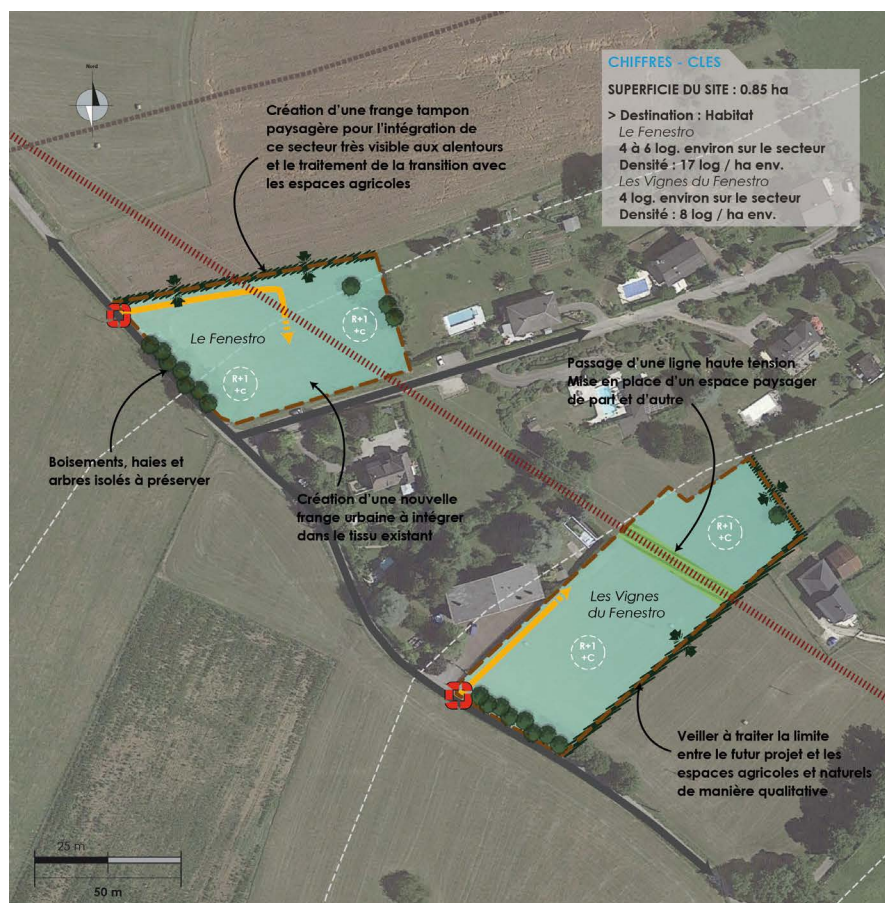 CHIFFRES - CLES
SUPERFICIE DU SITE : 0.85 ha
> Destination : Habitat
Le Fenestro
4 à 6 log. environ sur le secteur
Densité : 17 log / ha env.
Les Vignes du Fenestro
4 log. environ sur le secteur
Densité : 8 log / ha env.
Nord
Création d'une frange tampon
paysagère pour l'intégration de
ce secteur très visible aux alentours
et le traitement de la transition avec
les espaces agricoles
Le Fenestro
R+1
+c
R+1
+c
Passage d'une ligne haute tension
Mise en place d'un espace paysager
de part et d'autre
Boisements, haies et
arbres isolés à préserver
Création d'une nouvelle
frange urbaine à intégrer
dans le tissu existant
R+1
+C
Les Vignes
du Fenestro
R+1
+C
Veiller à traiter la limite
entre le futur projet et les
espaces agricoles et naturels
de manière qualitative
25 m
50 m